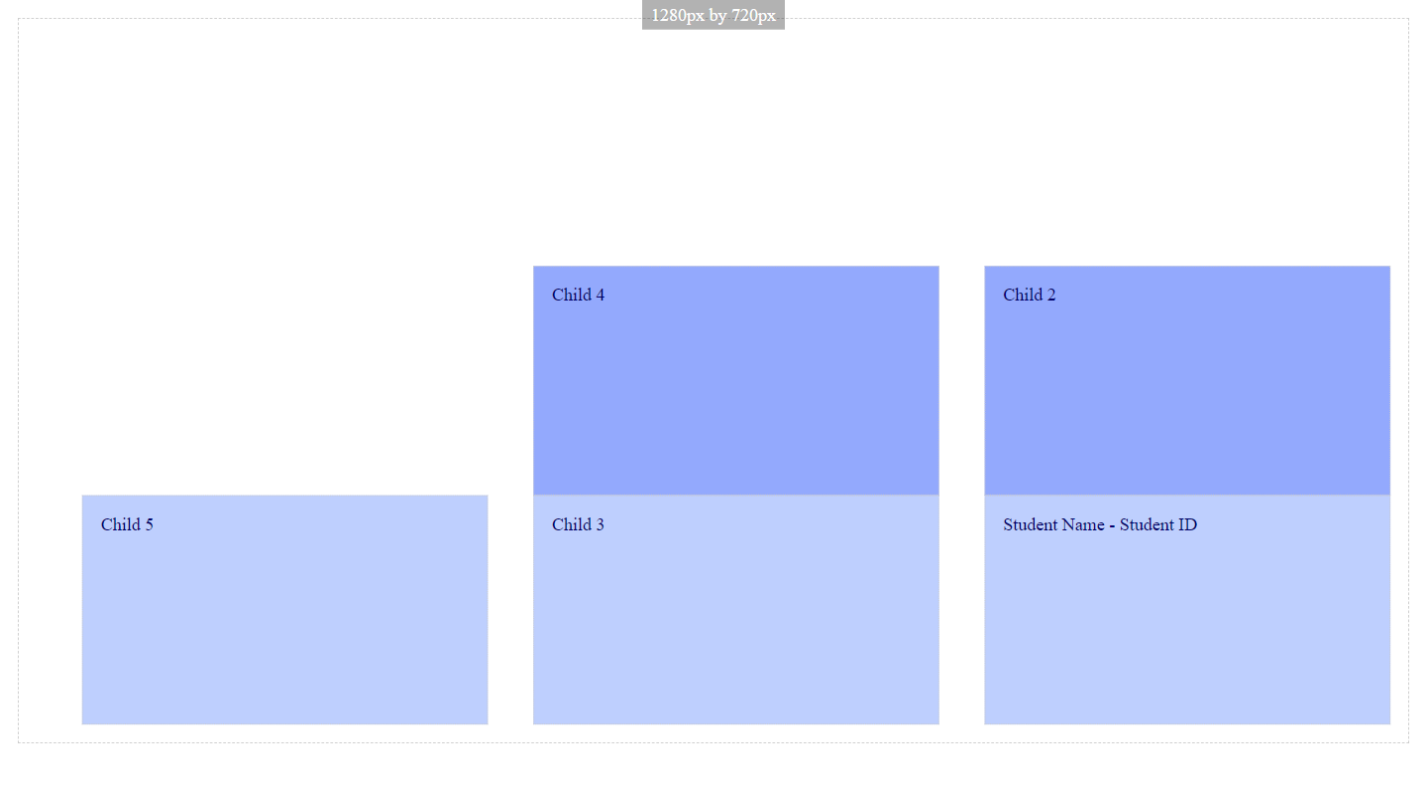 1280px by 720px
Child 4
Child 2
Child 5
Child 3
Student Name - Student ID